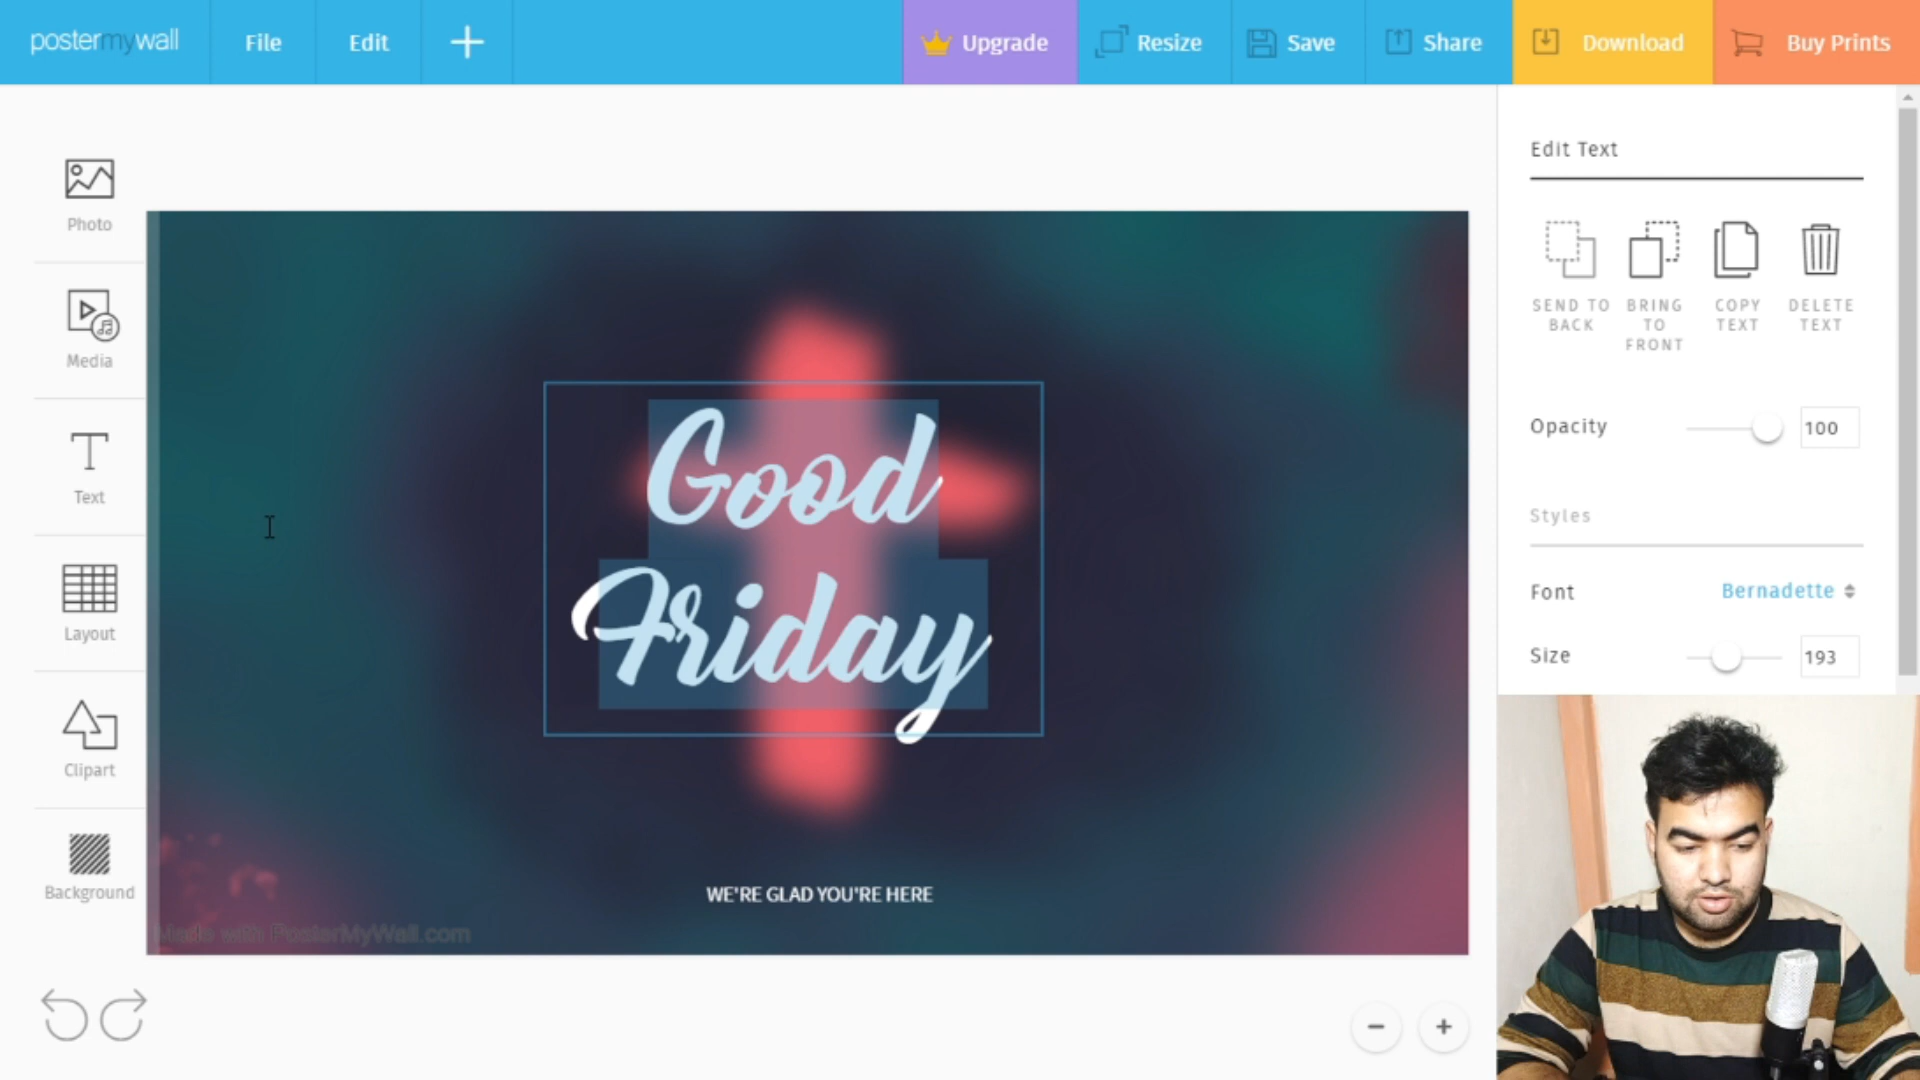 postermywall
File
Edit
Upgrade
Resize
Save
Share
Download
Buy Prints
Photo
Media
Text
Layout
Clipart
Background
Good
Friday
WE'RE GLAD YOU'RE HERE
Made with PosterMyWall.com
Edit Text
SEND TO
BACK
BRING
TO
FRONT
COPY
TEXT
DELETE
TEXT
Opacity
100
Styles
Font
Bernadette
Size
193